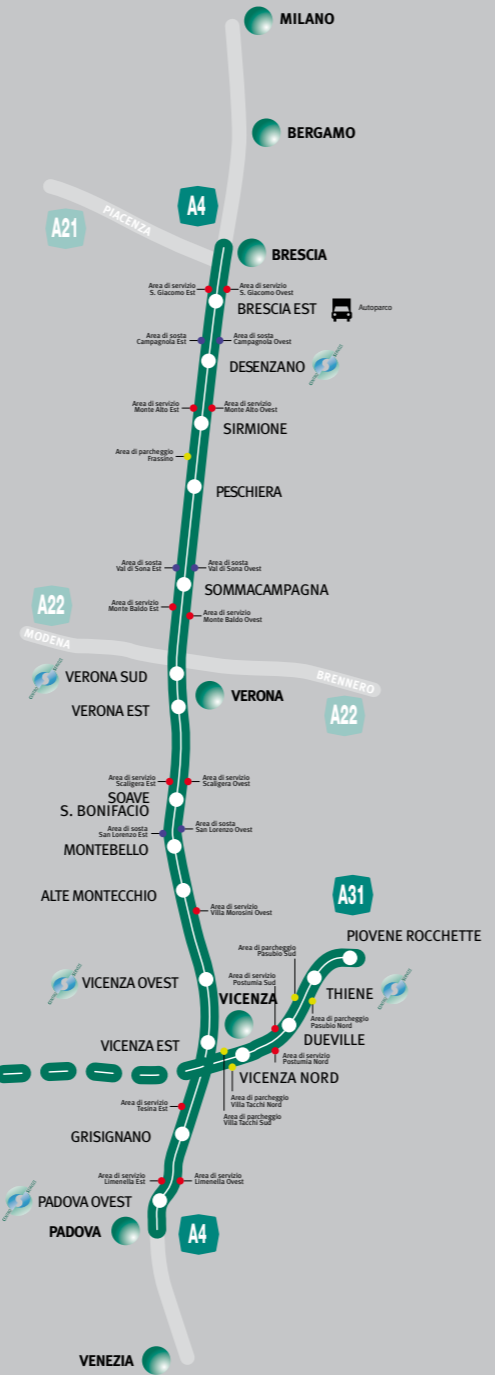 MILANO
BERGAMO
A4
PIACENZA
A21
BRESCIA
Area di servizio
S. Giacomo Est
Area di servizio
S. Giacomo Ovest
BRESCIA EST
Autoparco
Area di sosta
Campagnola Est
Area di sosta
Campagnola Ovest
DESENZANO
Area di servizio
Monte Alto Est
Area di servizio
Monte Alto Ovest
SIRMIONE
Area di parcheggio
Frassino
PESCHIERA
Area di sosta
Val di Sona Est
Area di sosta
Val di Sona Ovest
SOMMACAMPAGNA
A22
Area di servizio
Monte Baldo Est
Area di servizio
Monte Baldo Ovest
MODENA
BRENNERO
A22
VERONA SUD
VERONA
VERONA EST
Area di servizio
Scaligera Est
Area di servizio
Scaligera Ovest
SOAVE
S. BONIFACIO
Area di sosta
San Lorenzo Est
Area di sosta
San Lorenzo Ovest
MONTEBELLO
ALTE MONTECCHIO
A31
Area di servizio
Villa Morosini Ovest
PIOVENE ROCCHETTE
Area di parcheggio
Pasubio Sud
Area di servizio
Postumia Sud
VICENZA OVEST
THIENE
VICENZA
Area di parcheggio
Pasubio Nord
DUEVILLE
VICENZA EST
Area di servizio
Postumia Nord
VICENZA NORD
Area di parcheggio
Villa Tacchi Nord
Area di parcheggio
Villa Tacchi Sud
Area di servizio
Tesina Est
GRISIGNANO
Area di servizio
Limenella Est
Area di servizio
Limenella Ovest
PADOVA OVEST
PADOVA
A4
VENEZIA